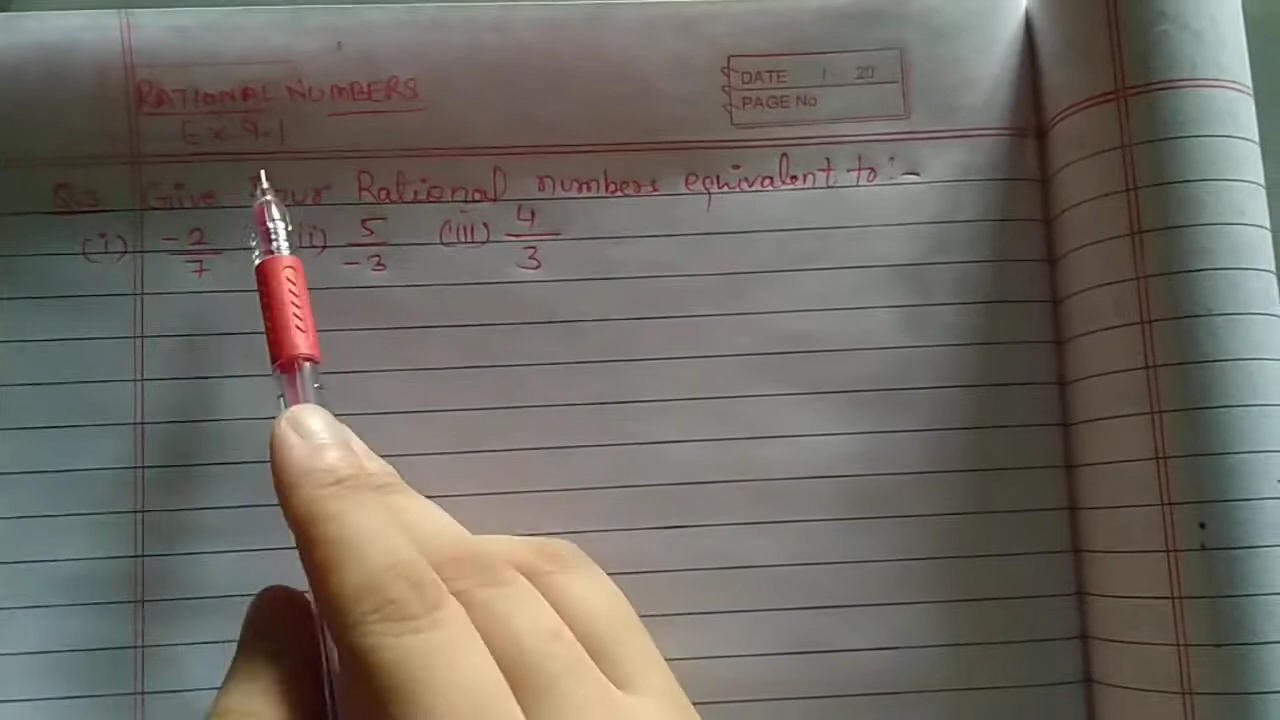 RATIONAL NUMBERS
DATE / 20
PAGE No
Ex 9.1
Q.3 Give Four Rational numbers equivalent to:-
(i) -2/7 (ii) 5/-3 (iii) 4/3